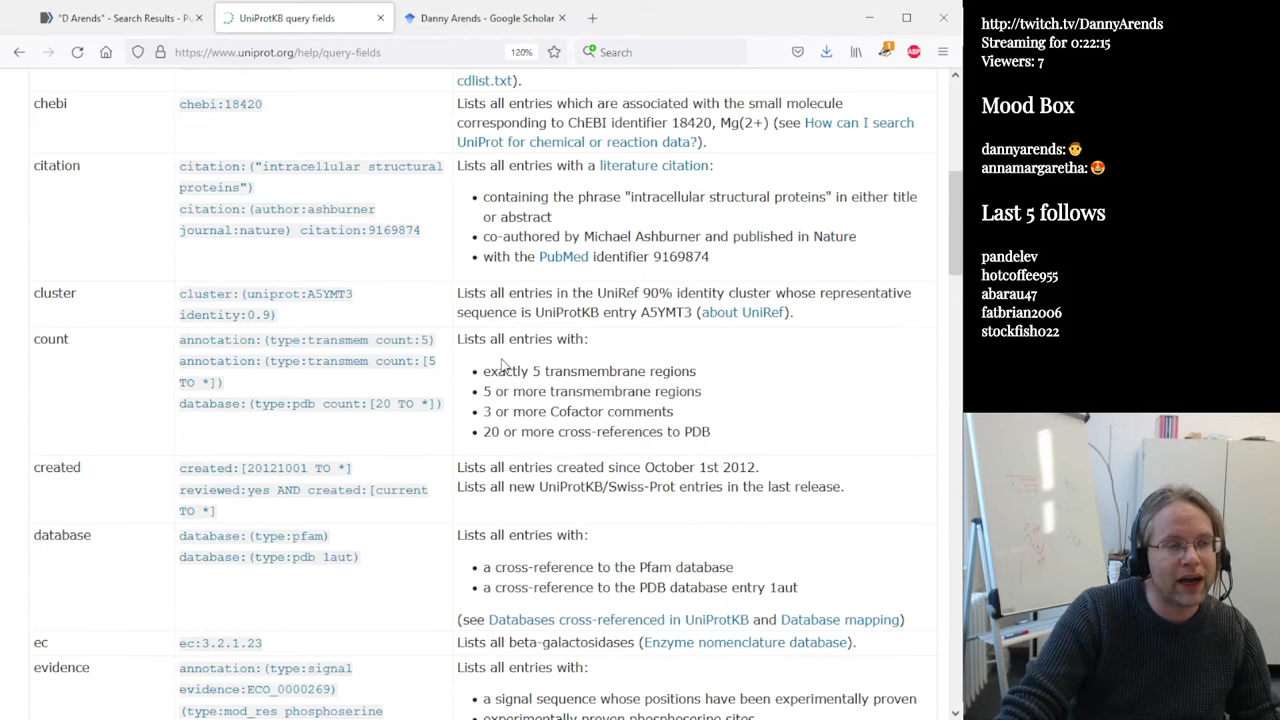 "D Arends" - Search Results - Pu
UniProtKB query fields
Danny Arends - Google Scholar
https://www.uniprot.org/help/query-fields
120%
Search
1
ABP
cdlist.txt).
chebi
chebi:18420
Lists all entries which are associated with the small molecule
corresponding to ChEBI identifier 18420, Mg(2+) (see How can I search
UniProt for chemical or reaction data?).
citation
citation:("intracellular structural
proteins")
citation:(author:ashburner
journal:nature) citation:9169874
Lists all entries with a literature citation:
containing the phrase "intracellular structural proteins" in either title
or abstract
co-authored by Michael Ashburner and published in Nature
with the PubMed identifier 9169874
cluster
cluster:(uniprot:A5YMT3
identity:0.9)
Lists all entries in the UniRef 90% identity cluster whose representative
sequence is UniProtKB entry A5YMT3 (about UniRef).
count
annotation:(type:transmem count:5)
annotation:(type:transmem count:[5
TO *])
database:(type:pdb count:[20 TO *])
Lists all entries with:
exactly 5 transmembrane regions
5 or more transmembrane regions
3 or more Cofactor comments
20 or more cross-references to PDB
created
created:[20121001 TO *]
reviewed:yes AND created:[current
TO *]
Lists all entries created since October 1st 2012.
Lists all new UniProtKB/Swiss-Prot entries in the last release.
database
database:(type:pfam)
database:(type:pdb 1aut)
Lists all entries with:
a cross-reference to the Pfam database
a cross-reference to the PDB database entry 1aut
(see Databases cross-referenced in UniProtKB and Database mapping)
ec
ec:3.2.1.23
Lists all beta-galactosidases (Enzyme nomenclature database).
evidence
annotation:(type:signal
evidence:ECO_0000269)
(type:mod_res phosphoserine
Lists all entries with:
a signal sequence whose positions have been experimentally proven
experimentally proven phosphoserine sites
http://twitch.tv/DannyArends
Streaming for 0:22:15
Viewers: 7
Mood Box
dannyarends:
annamargaretha:
Last 5 follows
pandelev
hotcoffee955
abarau47
fatbrian2006
stockfish022